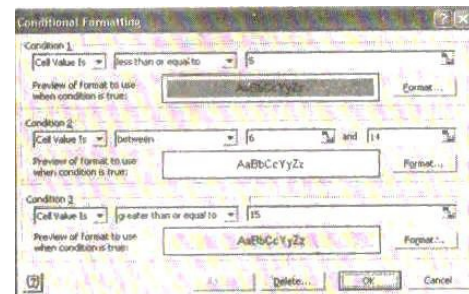 Conditional Formatting
Condition 1
Cell Value Is less than or equal to 6
Preview of format to use when condition is true: AaBbCcYyZz Format...
Condition 2
Cell Value Is between 6 and 14
Preview of format to use when condition is true: AaBbCcYyZz Format...
Condition 3
Cell Value Is greater than or equal to 15
Preview of format to use when condition is true: AaBbCcYyZz Format...
Delete... OK Cancel